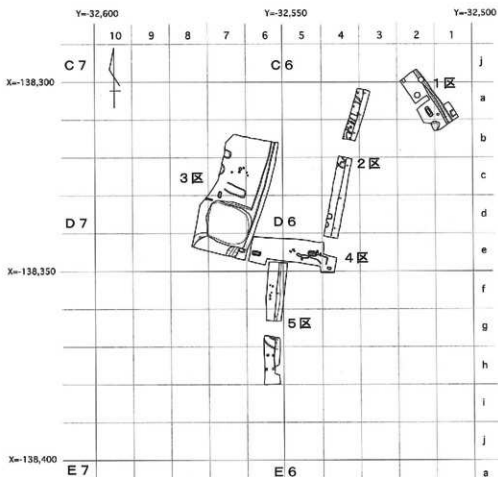 Y=-32,600 Y=-32,550 Y=-32,500
10 9 8 7 6 5 4 3 2 1
C 7 C 6 j
X=-138,300 1区 a
b
2区 c
3区 d
D 7 D 6 e
4区
X=-138,350 f
5区 g
h
i
j
X=-138,400
E 7 E 6 a